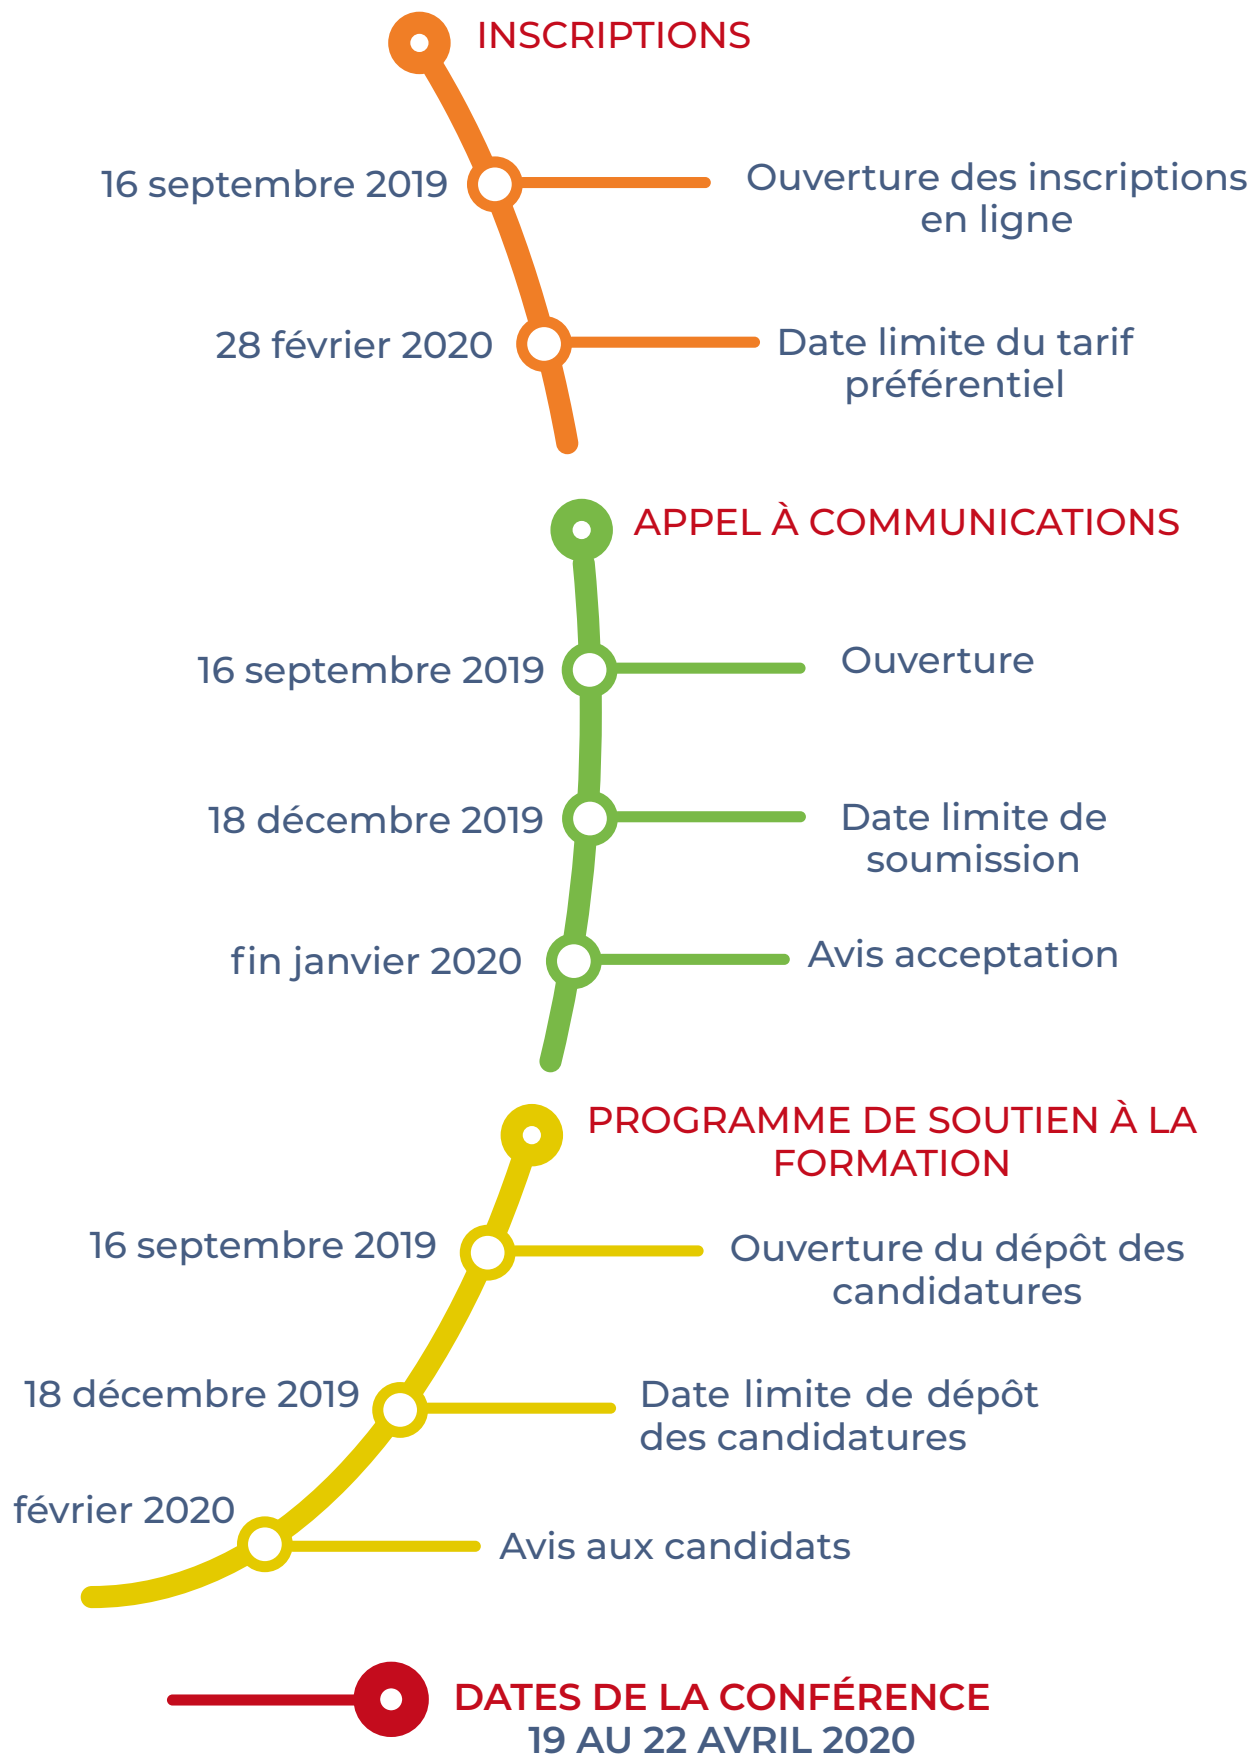 INSCRIPTIONS
16 septembre 2019
Ouverture des inscriptions
en ligne
28 février 2020
Date limite du tarif
préférentiel
APPEL À COMMUNICATIONS
16 septembre 2019
Ouverture
18 décembre 2019
Date limite de
soumission
fin janvier 2020
Avis acceptation
PROGRAMME DE SOUTIEN À LA
FORMATION
16 septembre 2019
Ouverture du dépôt des
candidatures
18 décembre 2019
Date limite de dépôt
des candidatures
février 2020
Avis aux candidats
DATES DE LA CONFÉRENCE
19 AU 22 AVRIL 2020